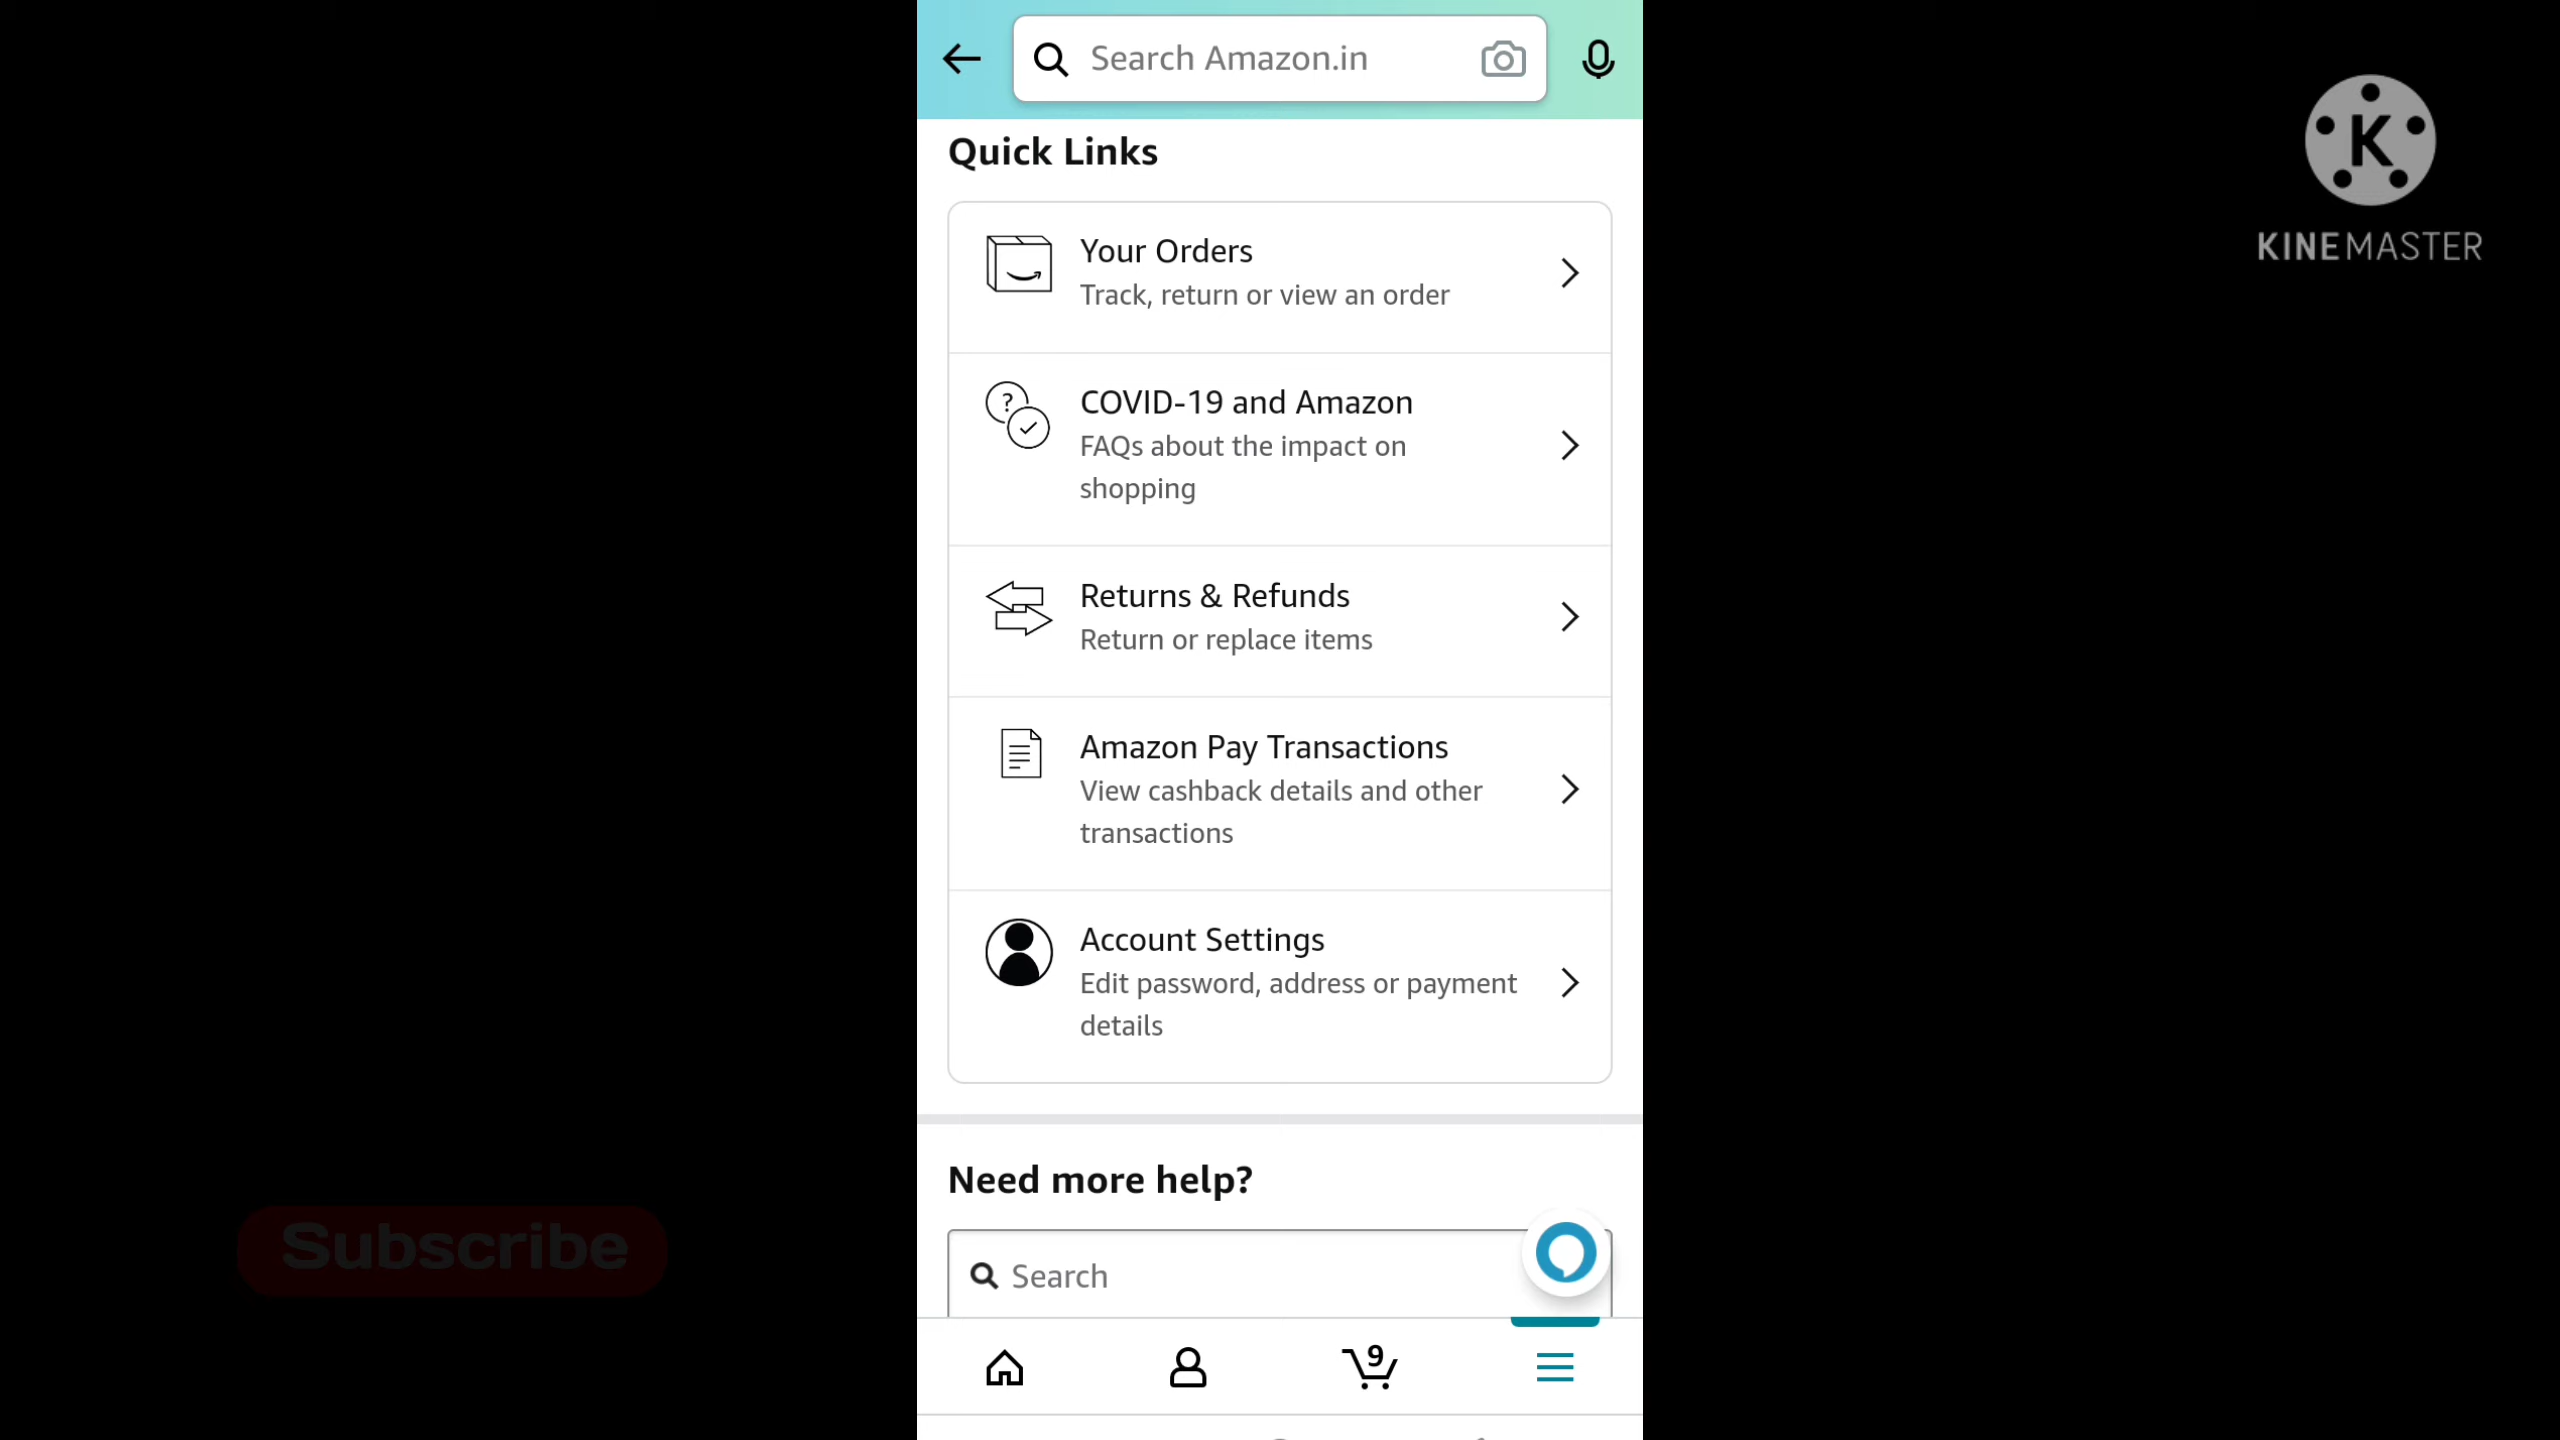 Search Amazon.in
KINEMASTER
Quick Links
Your Orders
Track, return or view an order
COVID-19 and Amazon
FAQs about the impact on
shopping
Returns & Refunds
Return or replace items
Amazon Pay Transactions
View cashback details and other
transactions
Account Settings
Edit password, address or payment
details
Need more help?
Subscribe
Search
9